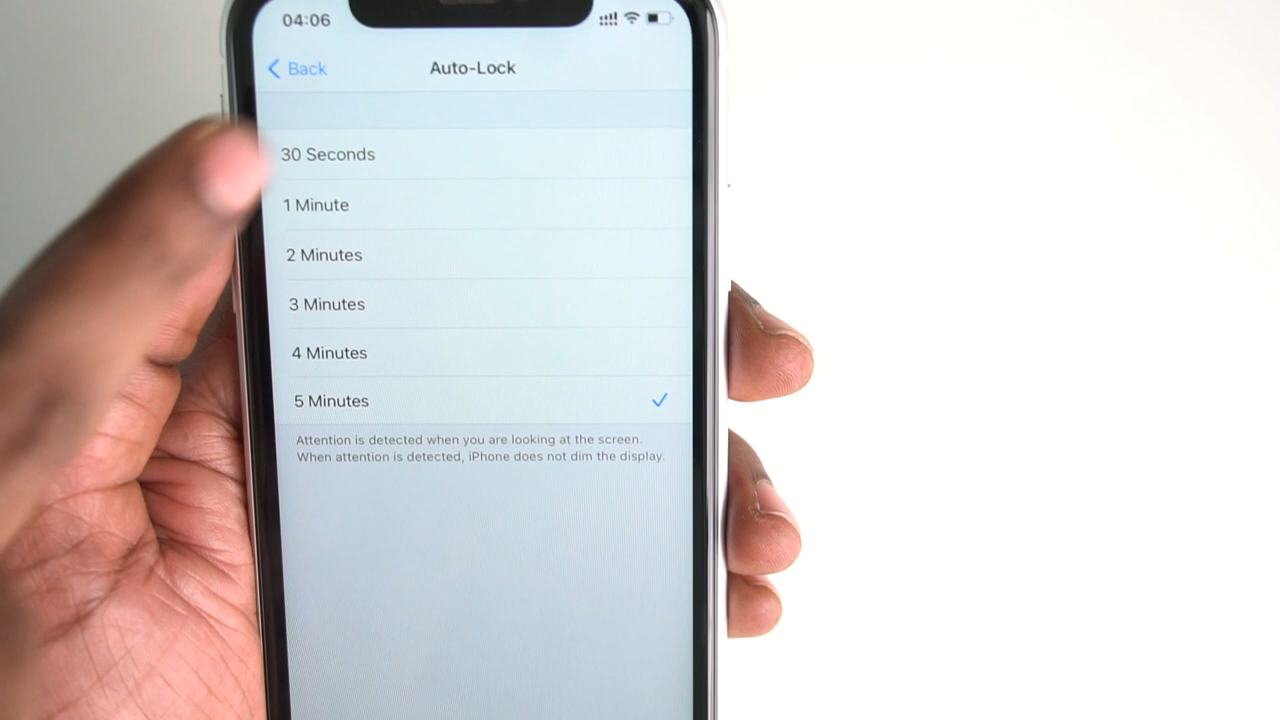 04:06
Back
Auto-Lock
30 Seconds
1 Minute
2 Minutes
3 Minutes
4 Minutes
5 Minutes
Attention is detected when you are looking at the screen.
When attention is detected, iPhone does not dim the display.